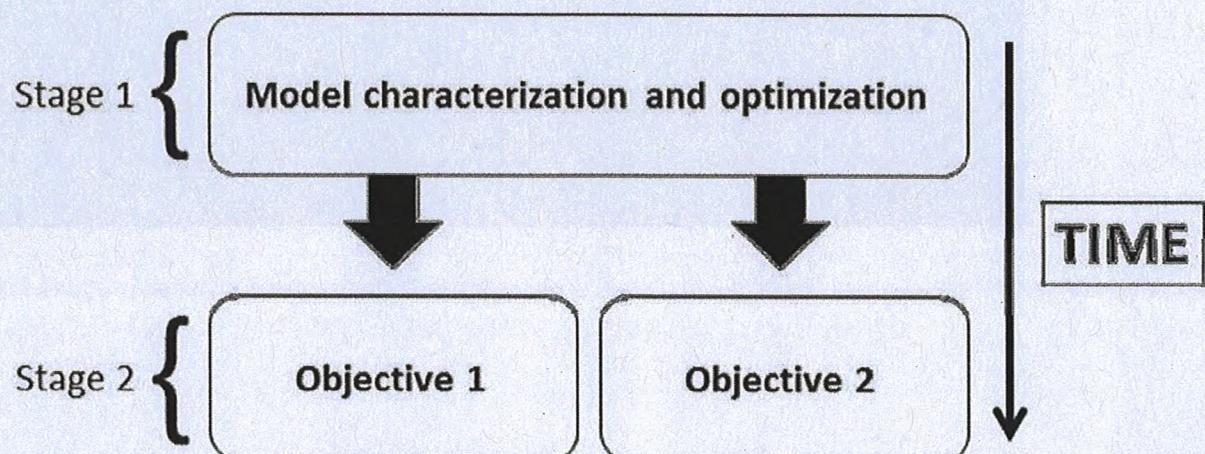 Stage 1
Model characterization and optimization
TIME
Stage 2
Objective 1
Objective 2